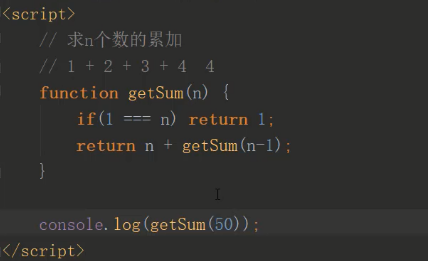 <script>
// 求n个数的累加
// 1 + 2 + 3 + 4  4
function getSum(n) {
if(1 === n) return 1;
return n + getSum(n-1);
}
console.log(getSum(50));
</script>